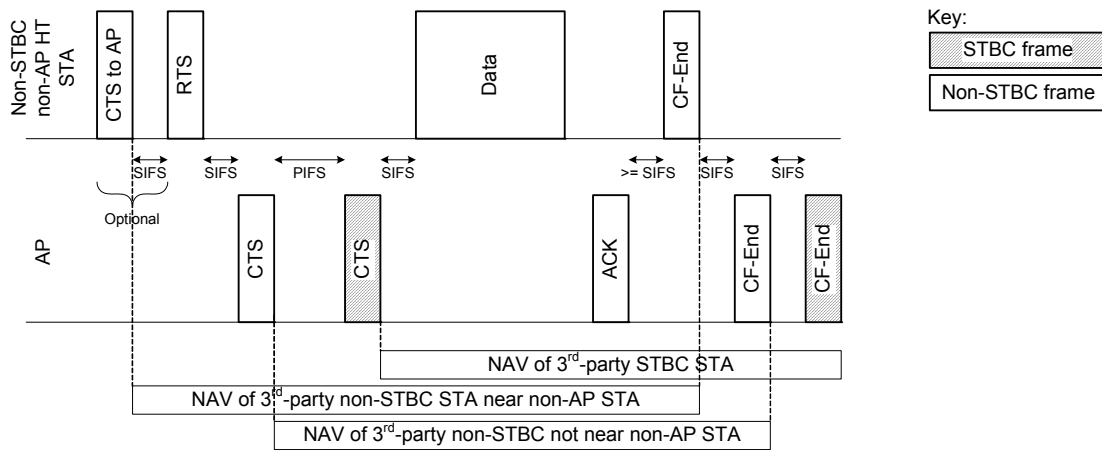 Non-STBC
non-AP HT
STA
CTS to AP
RTS
Data
CF-End
Key:
STBC frame
Non-STBC frame
SIFS
SIFS
PIFS
SIFS
>= SIFS
SIFS
SIFS
Optional
AP
CTS
CTS
ACK
CF-End
CF-End
NAV of 3rd-party STBC STA
NAV of 3rd-party non-STBC STA near non-AP STA
NAV of 3rd-party non-STBC not near non-AP STA